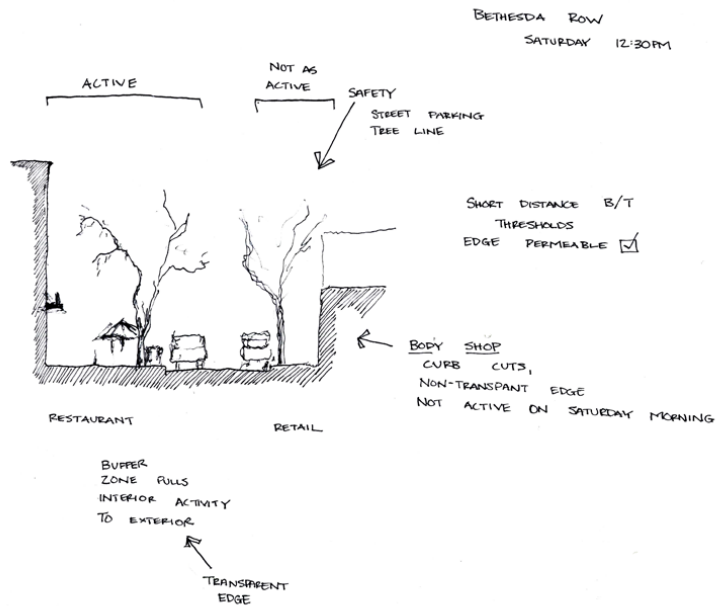 BETHESDA ROW
SATURDAY 12:30PM
ACTIVE
NOT AS
ACTIVE
SAFETY
STREET PARKING
TREE LINE
SHORT DISTANCE B/T
THRESHOLDS
EDGE PERMEABLE
BODY SHOP
CURB CUTS,
NON-TRANSPANT EDGE
NOT ACTIVE ON SATURDAY MORNING
RESTAURANT
RETAIL
BUFFER
ZONE PULLS
INTERIOR ACTIVITY
TO EXTERIOR
TRANSPARENT
EDGE